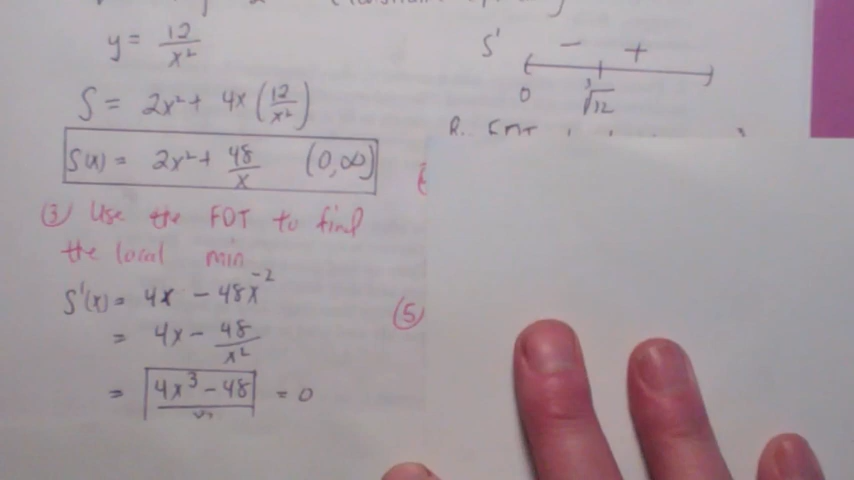 y = 12/x²
S = 2x² + 4x (12/x²)
S(x) = 2x² + 48/x (0,∞)
③ Use the FDT to find
the local min
S'(x) = 4x - 48x⁻²
= 4x - 48/x²
= 4x³ - 48 = 0
S' - +
0 ³√12
⑤